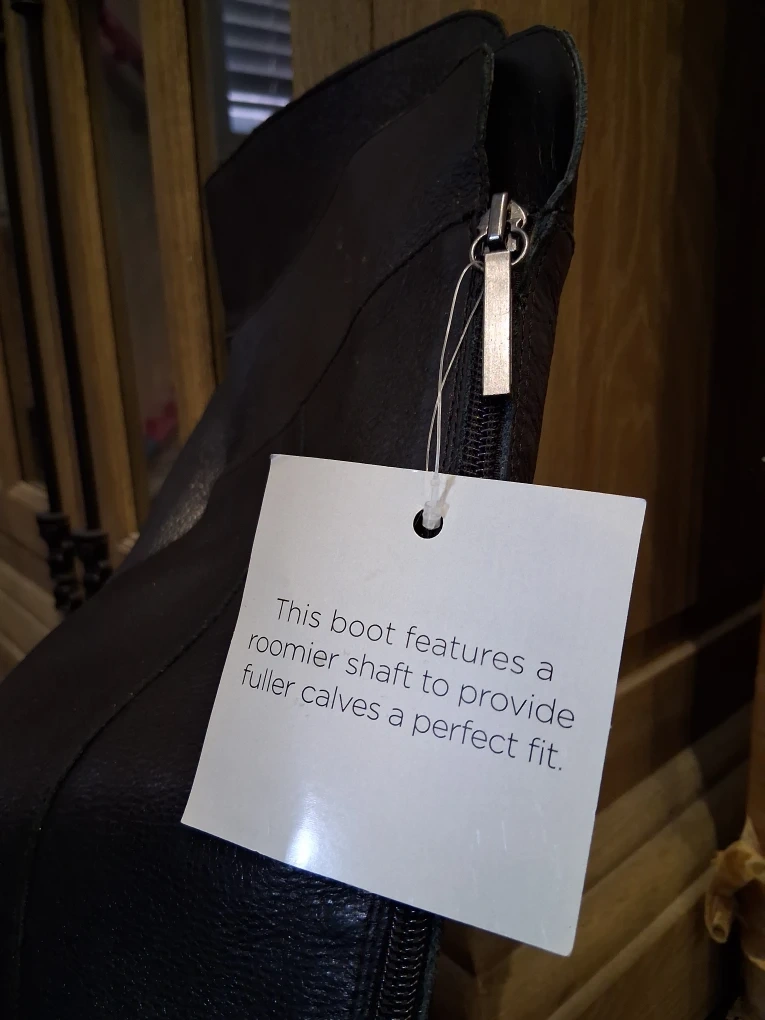 This boot features a
roomier shaft to provide
fuller calves a perfect fit.